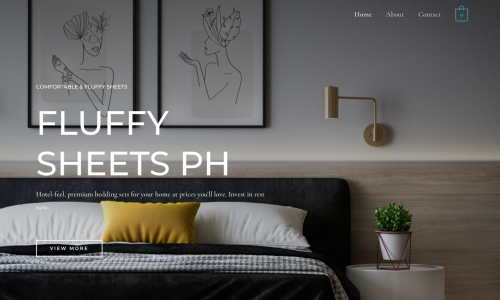 Home About Contact
0
COMFORTABLE & FLUFFY SHEETS
FLUFFY
SHEETS PH
Hotel-feel, premium bedding sets for your home at prices you'll love. Invest in rest
now.
VIEW MORE